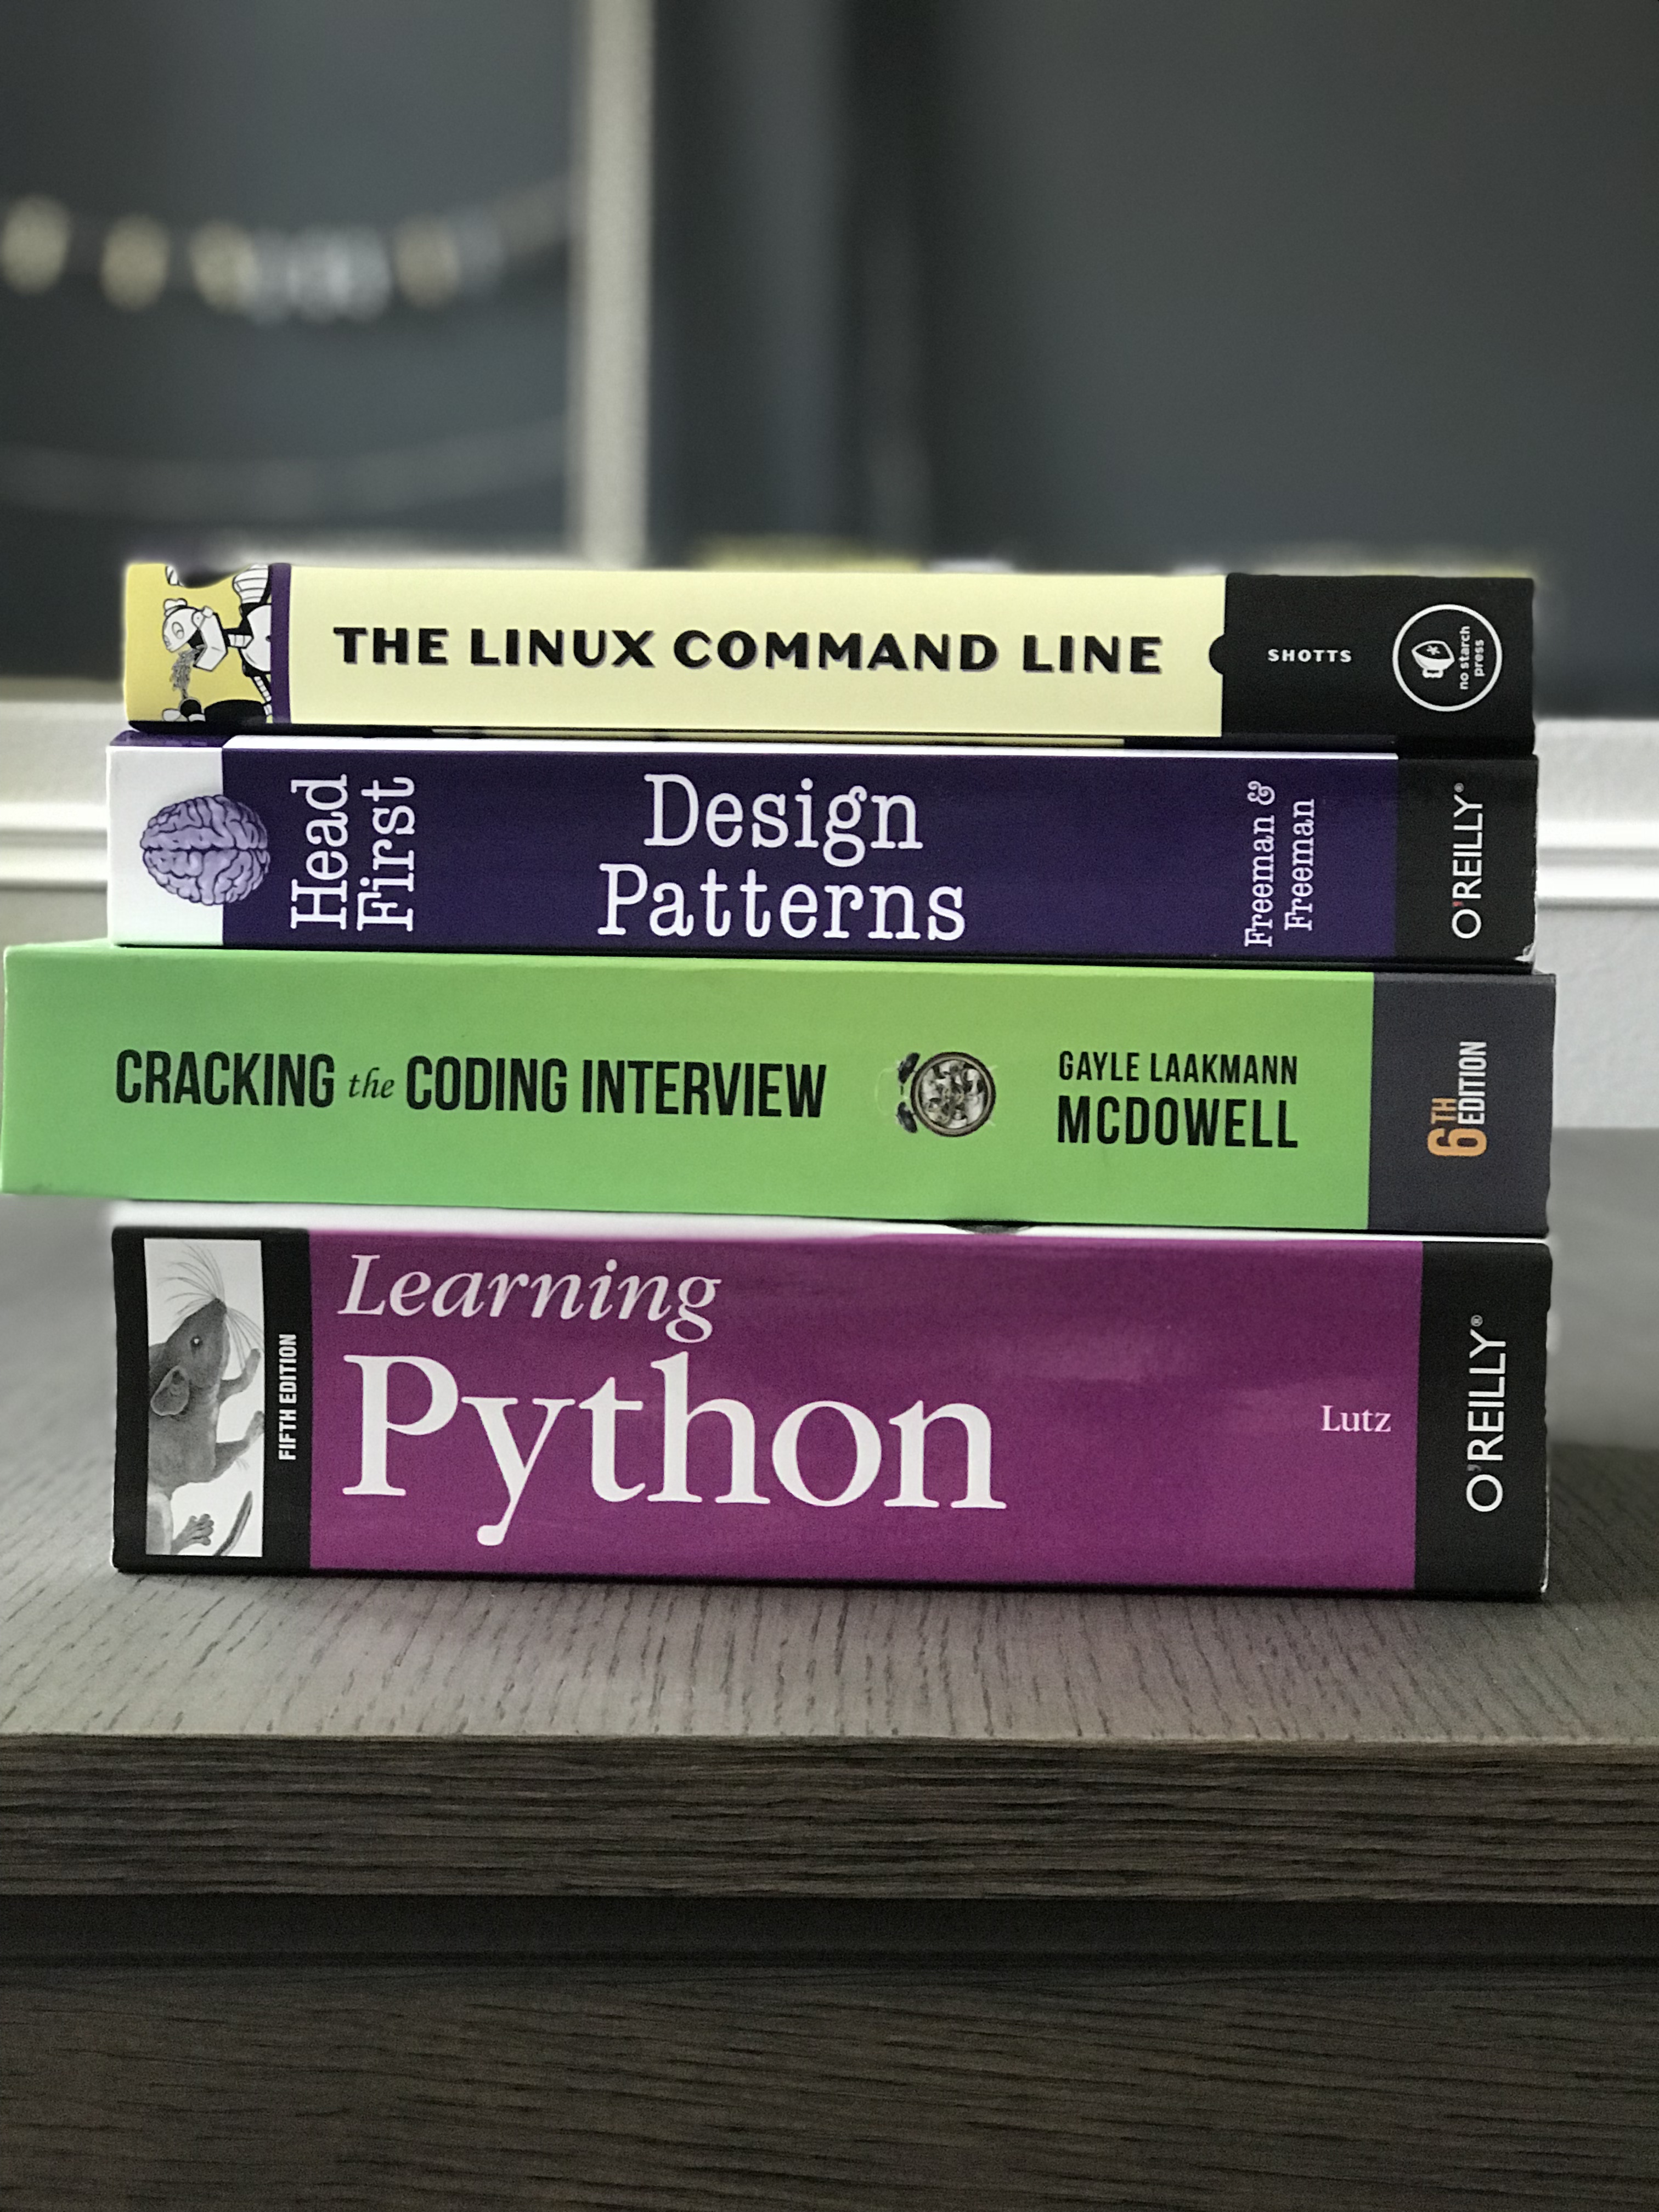 THE LINUX COMMAND LINE
SHOTTS
no starch
press
Head
First
Design
Patterns
Freeman &
Freeman
O'REILLY®
CRACKING the CODING INTERVIEW
GAYLE LAAKMANN
MCDOWELL
6TH
EDITION
FIFTH EDITION
Learning
Python
Lutz
O'REILLY®